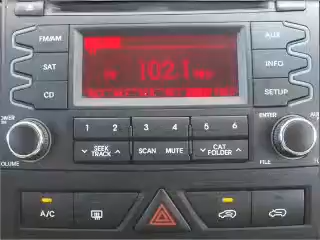 FM/AM
AUX
102.1
SAT
INFO
CD
SETUP
POWER
1 2 3 4 5 6
ENTER
SEEK
TRACK
SCAN MUTE
CAT
FOLDER
VOLUME
FILE
A/C